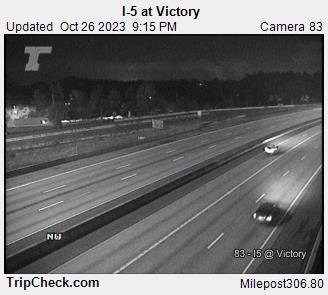 I-5 at Victory
Updated Oct 26 2023 9:15 PM Camera 83
T
NW
83 - I5 @ Victory
TripCheck.com Milepost306.80